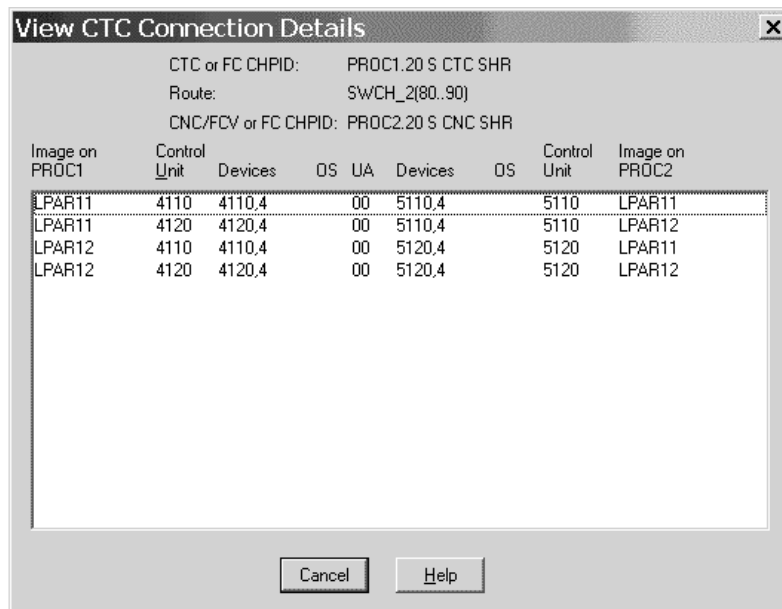 View CTC Connection Details
CTC or FC CHPID: PROC1.20 S CTC SHR
Route: SWCH_2(80..90)
CNC/FCV or FC CHPID: PROC2.20 S CNC SHR
Image on PROC1 Control Unit Devices OS UA Devices OS Control Unit Image on PROC2
LPAR11 4110 4110,4 00 5110,4 5110 LPAR11
LPAR11 4120 4120,4 00 5110,4 5110 LPAR12
LPAR12 4110 4110,4 00 5120,4 5120 LPAR11
LPAR12 4120 4120,4 00 5120,4 5120 LPAR12
Cancel Help